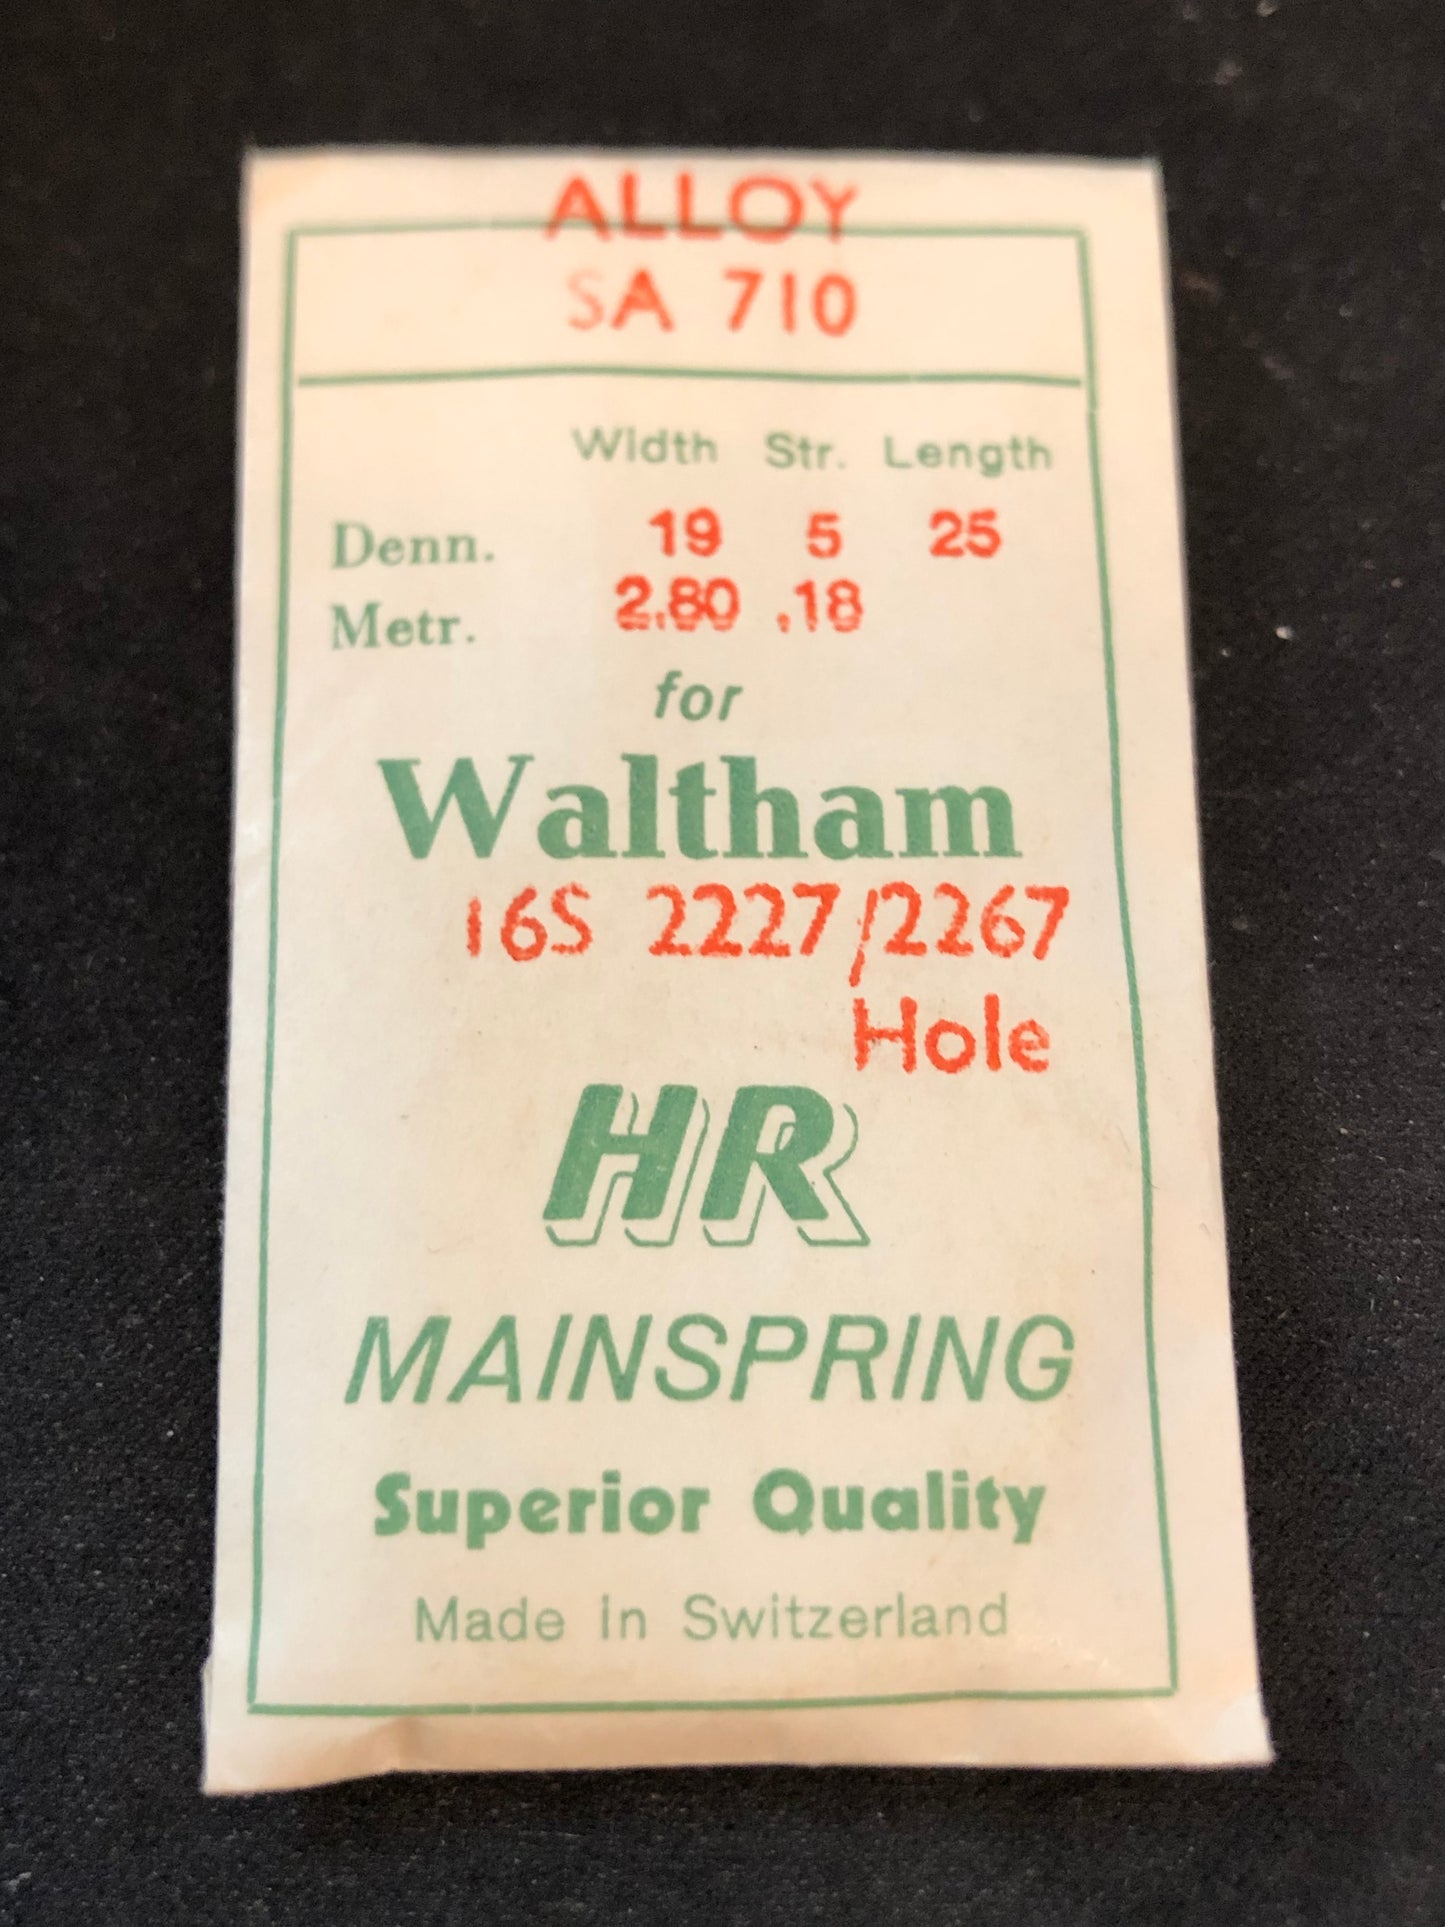 ALLOY
SA 710
Width Str. Length
Denn. 19 5 25
Metr. 2.80 .18
for
Waltham
16S 2227/2267
Hole
HR
MAINSPRING
Superior Quality
Made in Switzerland